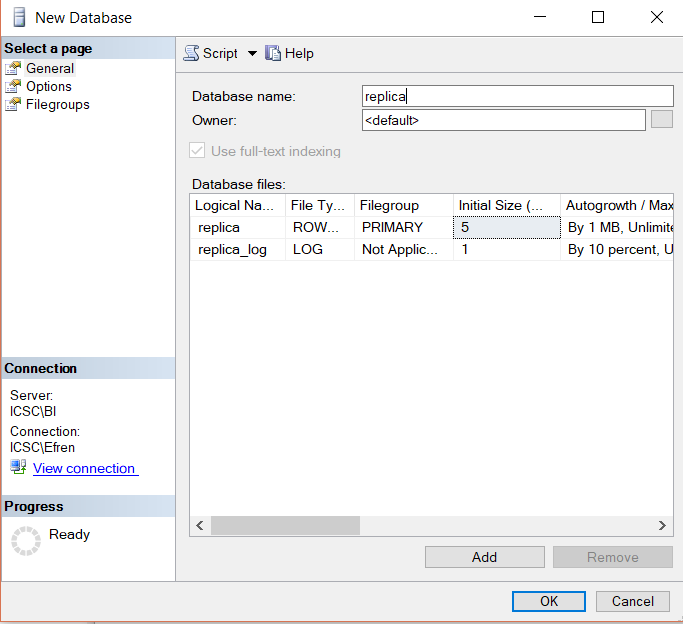 New Database
Select a page
General
Options
Filegroups
Script Help
Database name: replica
Owner: <default>
Use full-text indexing
Database files:
Logical Na... File Ty... Filegroup Initial Size (... Autogrowth / Max
replica ROW... PRIMARY 5 By 1 MB, Unlimite
replica_log LOG Not Applic... 1 By 10 percent, U
Connection
Server:
ICSC\BI
Connection:
ICSC\Efren
View connection
Progress
Ready
Add Remove
OK Cancel